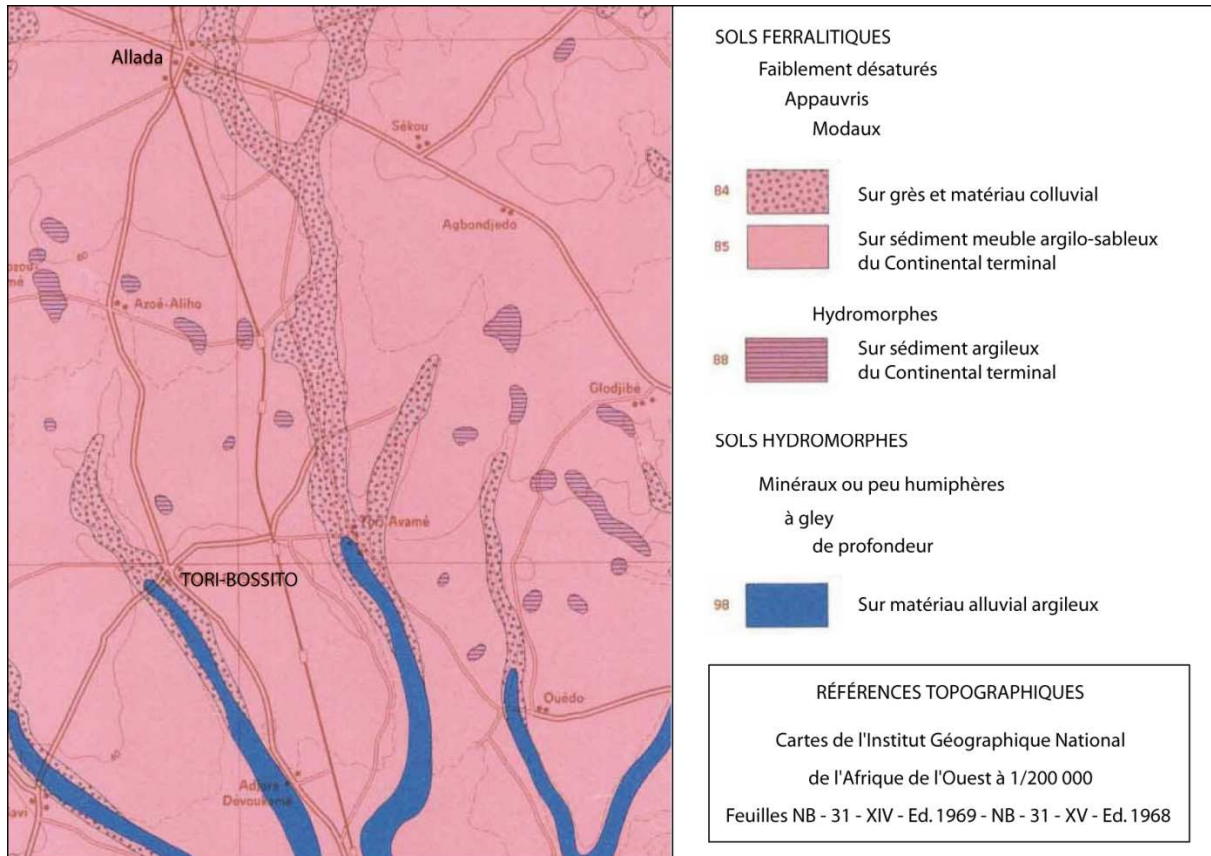 Allada
Sékou
Agbondjedo
80
Azoé-Aliho
Glodjibé
Tori Avamé
TORI-BOSSITO
Ouédo
60
Adjara
Dévoukamé
SOLS FERRALITIQUES
Faiblement désaturés
Appauvris
Modaux
84
Sur grès et matériau colluvial
85
Sur sédiment meuble argilo-sableux
du Continental terminal
Hydromorphes
88
Sur sédiment argileux
du Continental terminal
SOLS HYDROMORPHES
Minéraux ou peu humiphères
à gley
de profondeur
98
Sur matériau alluvial argileux
RÉFÉRENCES TOPOGRAPHIQUES
Cartes de l'Institut Géographique National
de l'Afrique de l'Ouest à 1/200 000
Feuilles NB - 31 - XIV - Ed. 1969 - NB - 31 - XV - Ed. 1968